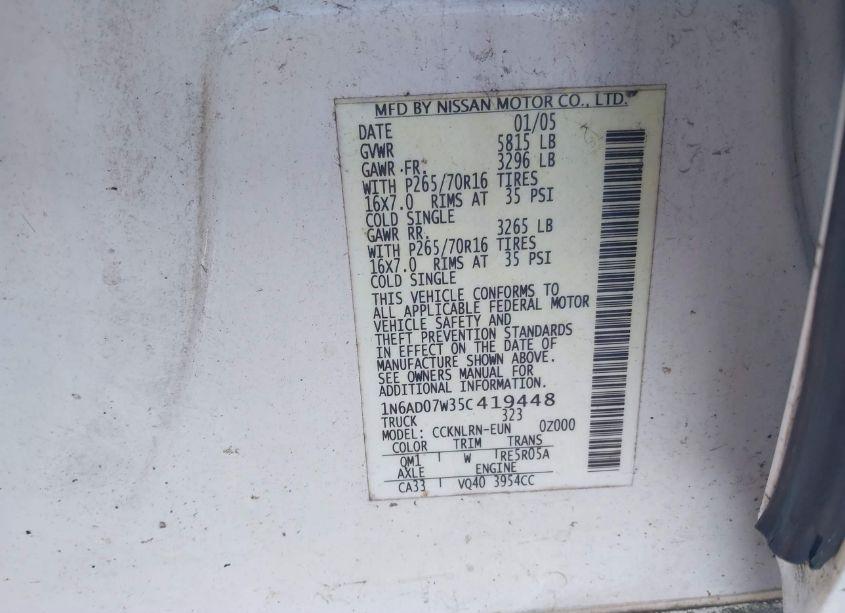 MFD BY NISSAN MOTOR CO., LTD.
DATE 01/05
GVWR 5815 LB
GAWR FR. 3296 LB
WITH P265/70R16 TIRES
16X7.0 RIMS AT 35 PSI
COLD SINGLE
GAWR RR. 3265 LB
WITH P265/70R16 TIRES
16X7.0 RIMS AT 35 PSI
COLD SINGLE
THIS VEHICLE CONFORMS TO
ALL APPLICABLE FEDERAL MOTOR
VEHICLE SAFETY AND
THEFT PREVENTION STANDARDS
IN EFFECT ON THE DATE OF
MANUFACTURE SHOWN ABOVE.
SEE OWNERS MANUAL FOR
ADDITIONAL INFORMATION.
1N6AD07W35C419448
TRUCK 323
MODEL: CCKNLRN-EUN 0Z000
COLOR TRIM TRANS
QM1 W RE5R05A
AXLE ENGINE
CA33 VQ40 3954CC